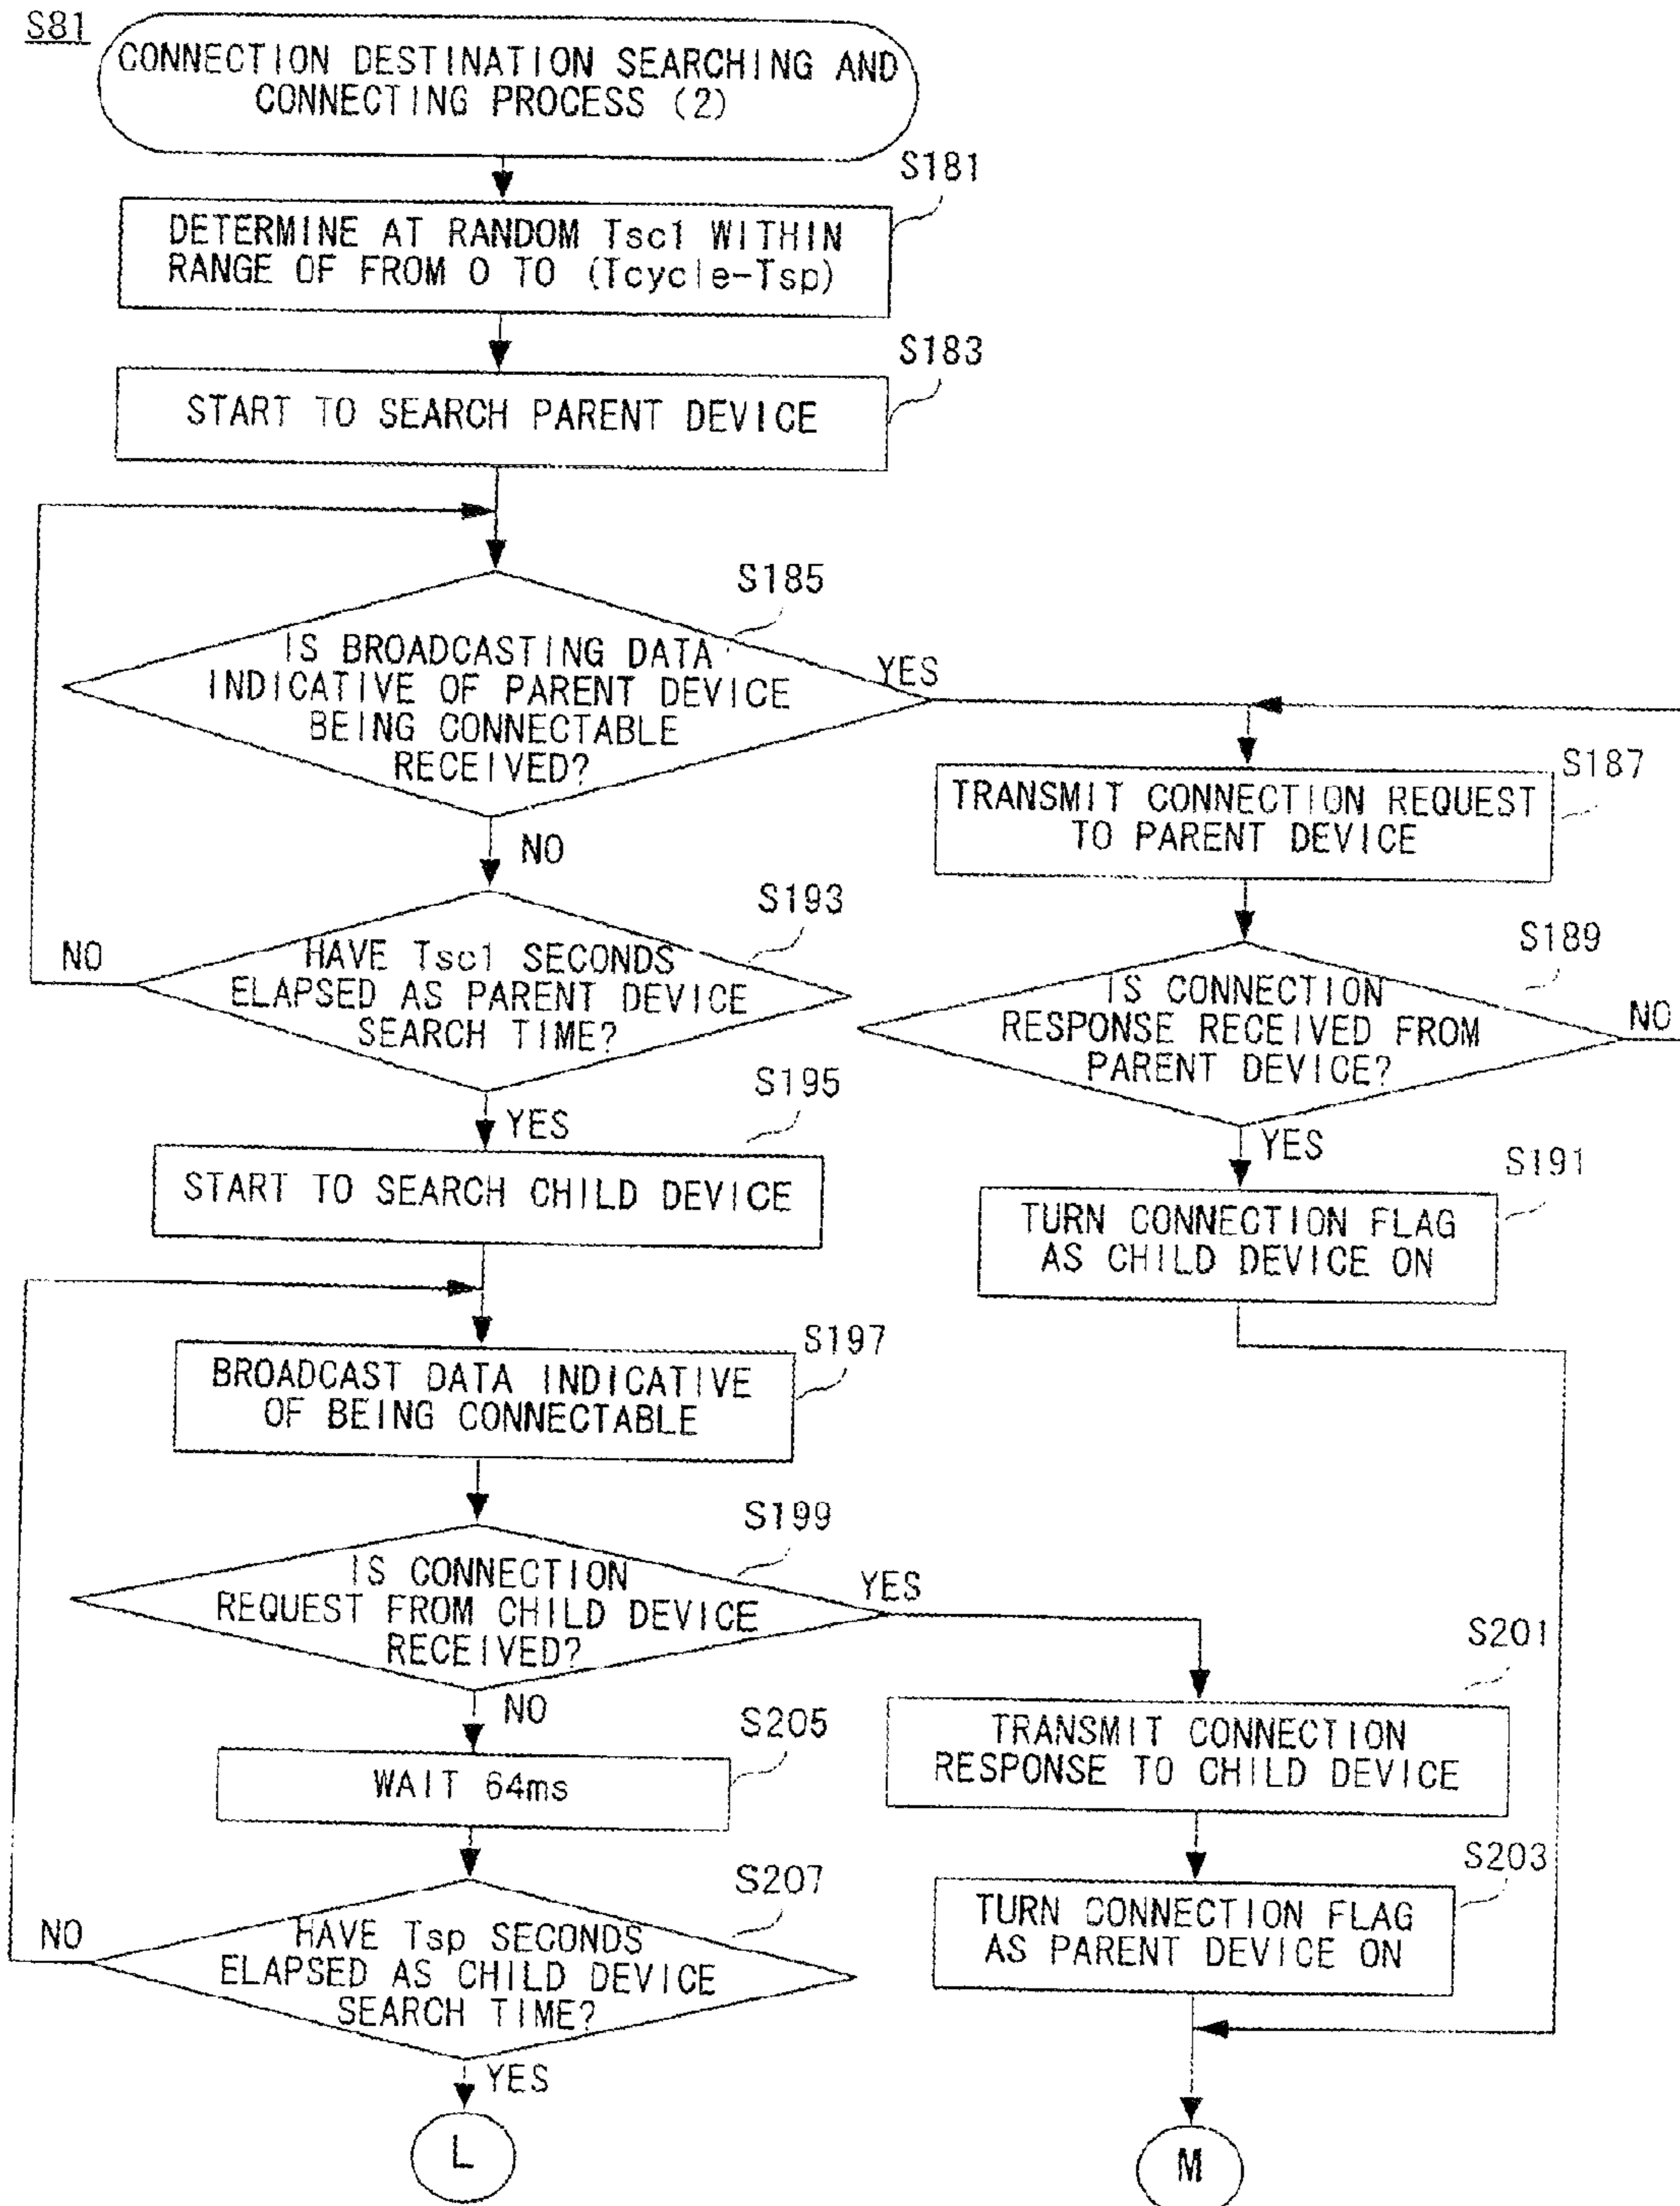 S81
CONNECTION DESTINATION SEARCHING AND
CONNECTING PROCESS (2)
S181
DETERMINE AT RANDOM Tsc1 WITHIN
RANGE OF FROM 0 TO (Tcycle-Tsp)
S183
START TO SEARCH PARENT DEVICE
S185
IS BROADCASTING DATA
INDICATIVE OF PARENT DEVICE
BEING CONNECTABLE
RECEIVED?
YES
NO
S187
TRANSMIT CONNECTION REQUEST
TO PARENT DEVICE
S189
IS CONNECTION
RESPONSE RECEIVED FROM
PARENT DEVICE?
NO
YES
S191
TURN CONNECTION FLAG
AS CHILD DEVICE ON
S193
HAVE Tsc1 SECONDS
ELAPSED AS PARENT DEVICE
SEARCH TIME?
NO
YES
S195
START TO SEARCH CHILD DEVICE
S197
BROADCAST DATA INDICATIVE
OF BEING CONNECTABLE
S199
IS CONNECTION
REQUEST FROM CHILD DEVICE
RECEIVED?
YES
NO
S201
TRANSMIT CONNECTION
RESPONSE TO CHILD DEVICE
S203
TURN CONNECTION FLAG
AS PARENT DEVICE ON
S205
WAIT 64ms
S207
HAVE Tsp SECONDS
ELAPSED AS CHILD DEVICE
SEARCH TIME?
NO
YES
L
M